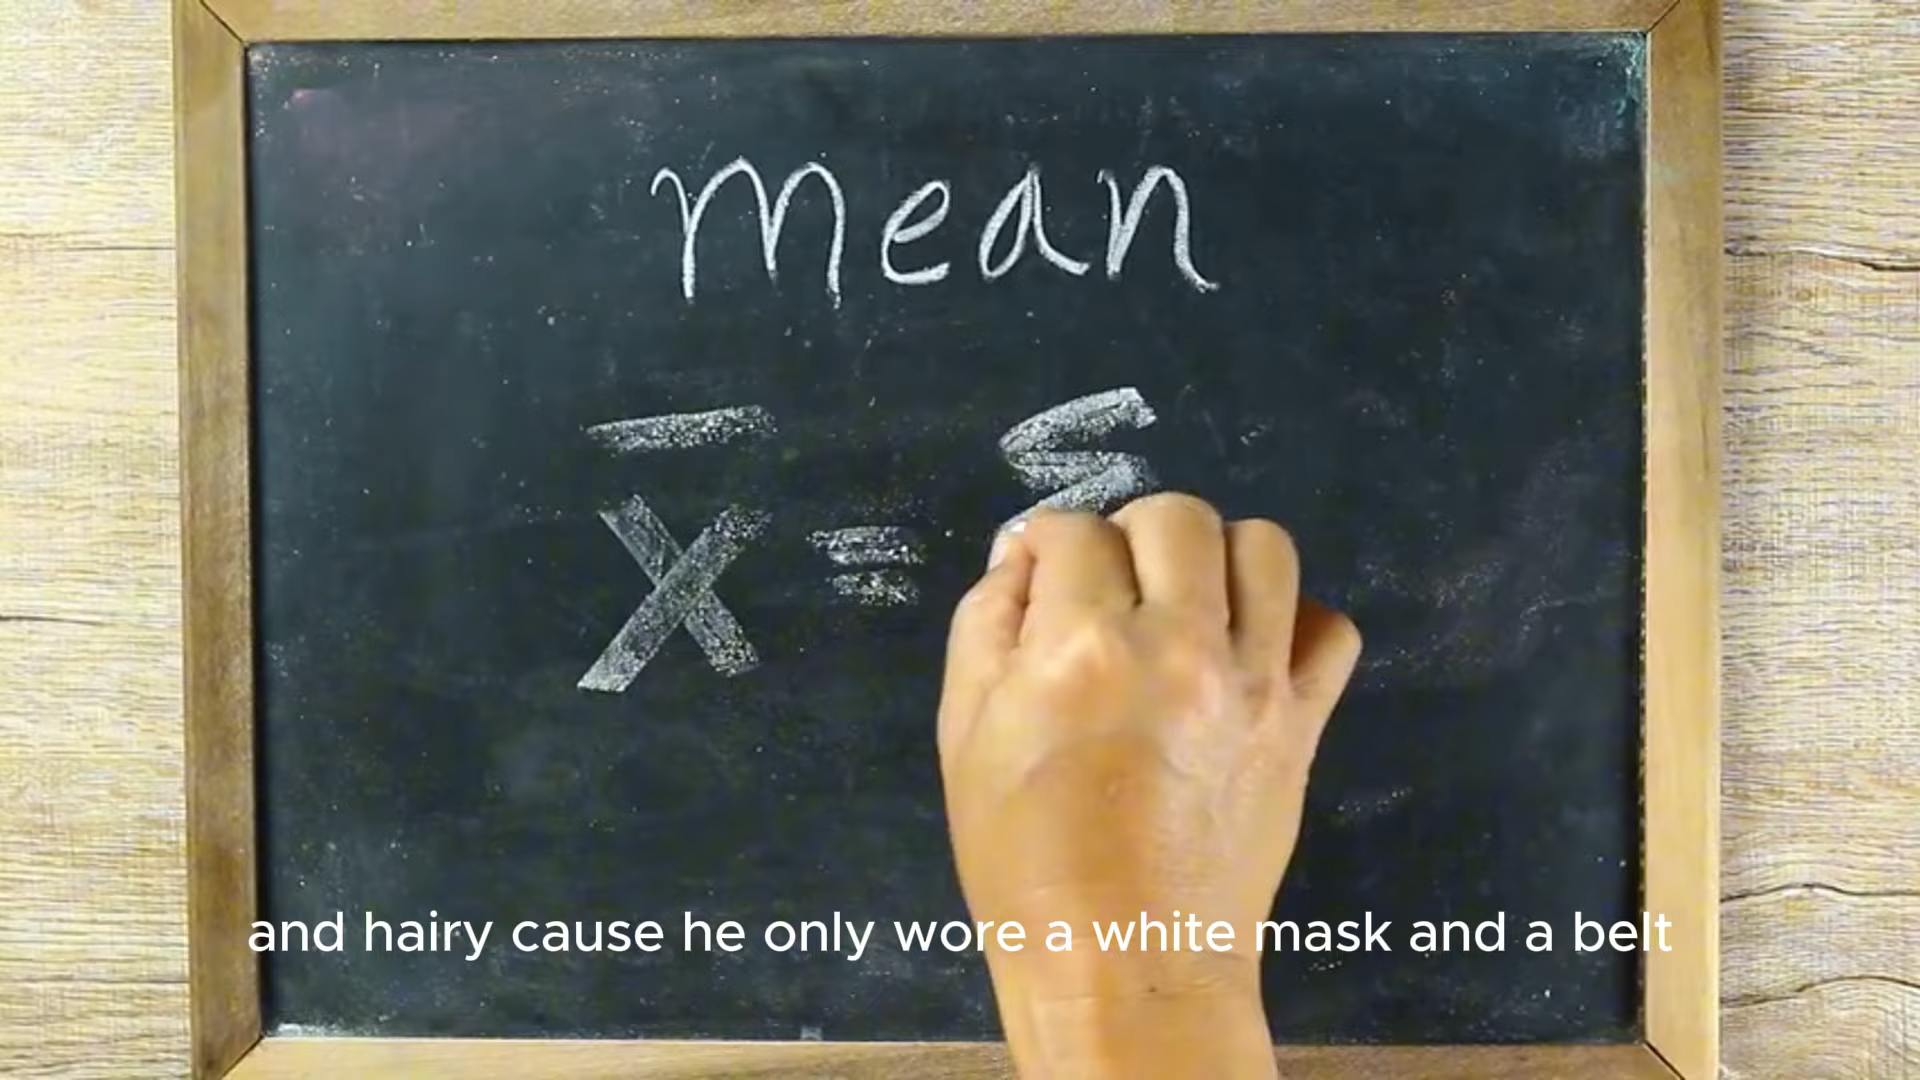 mean
x̄ = Σ
and hairy cause he only wore a white mask and a belt